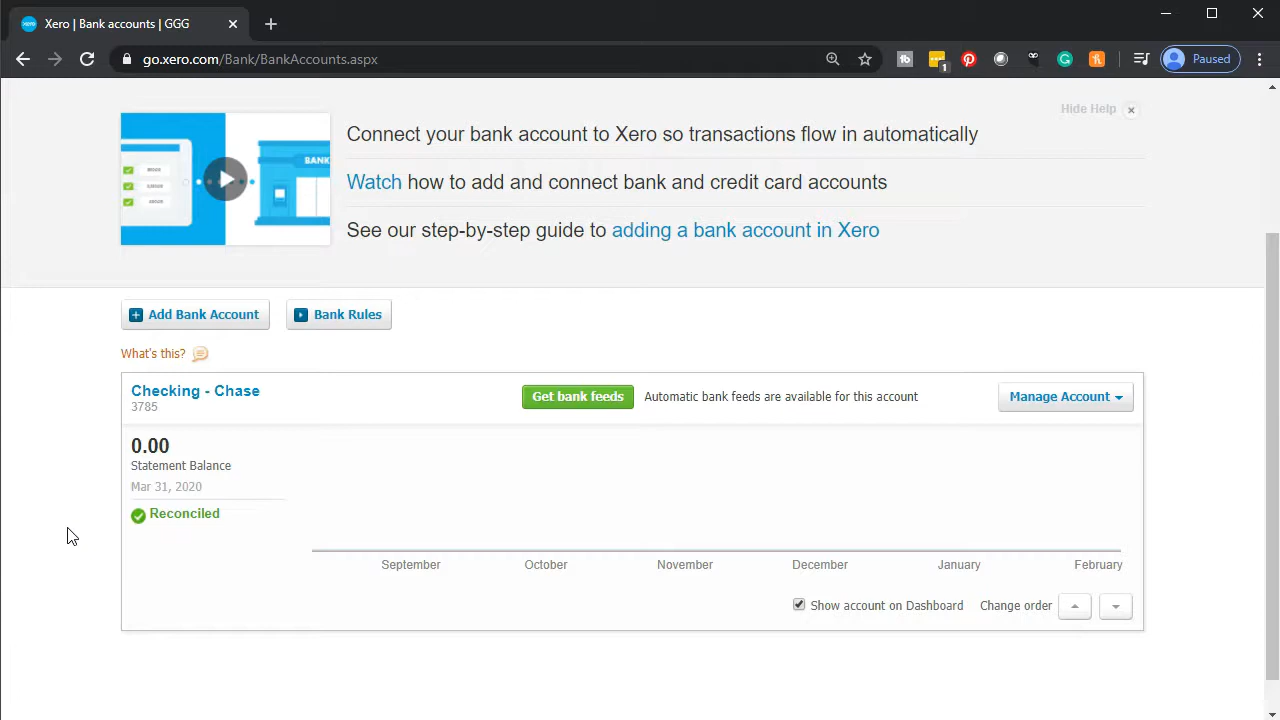 Xero | Bank accounts | GGG
go.xero.com/Bank/BankAccounts.aspx
1
Paused
Hide Help
BANK
Connect your bank account to Xero so transactions flow in automatically
Watch how to add and connect bank and credit card accounts
See our step-by-step guide to adding a bank account in Xero
Add Bank Account
Bank Rules
What's this?
Checking - Chase
3785
Get bank feeds
Automatic bank feeds are available for this account
Manage Account
0.00
Statement Balance
Mar 31, 2020
Reconciled
September October November December January February
Show account on Dashboard Change order